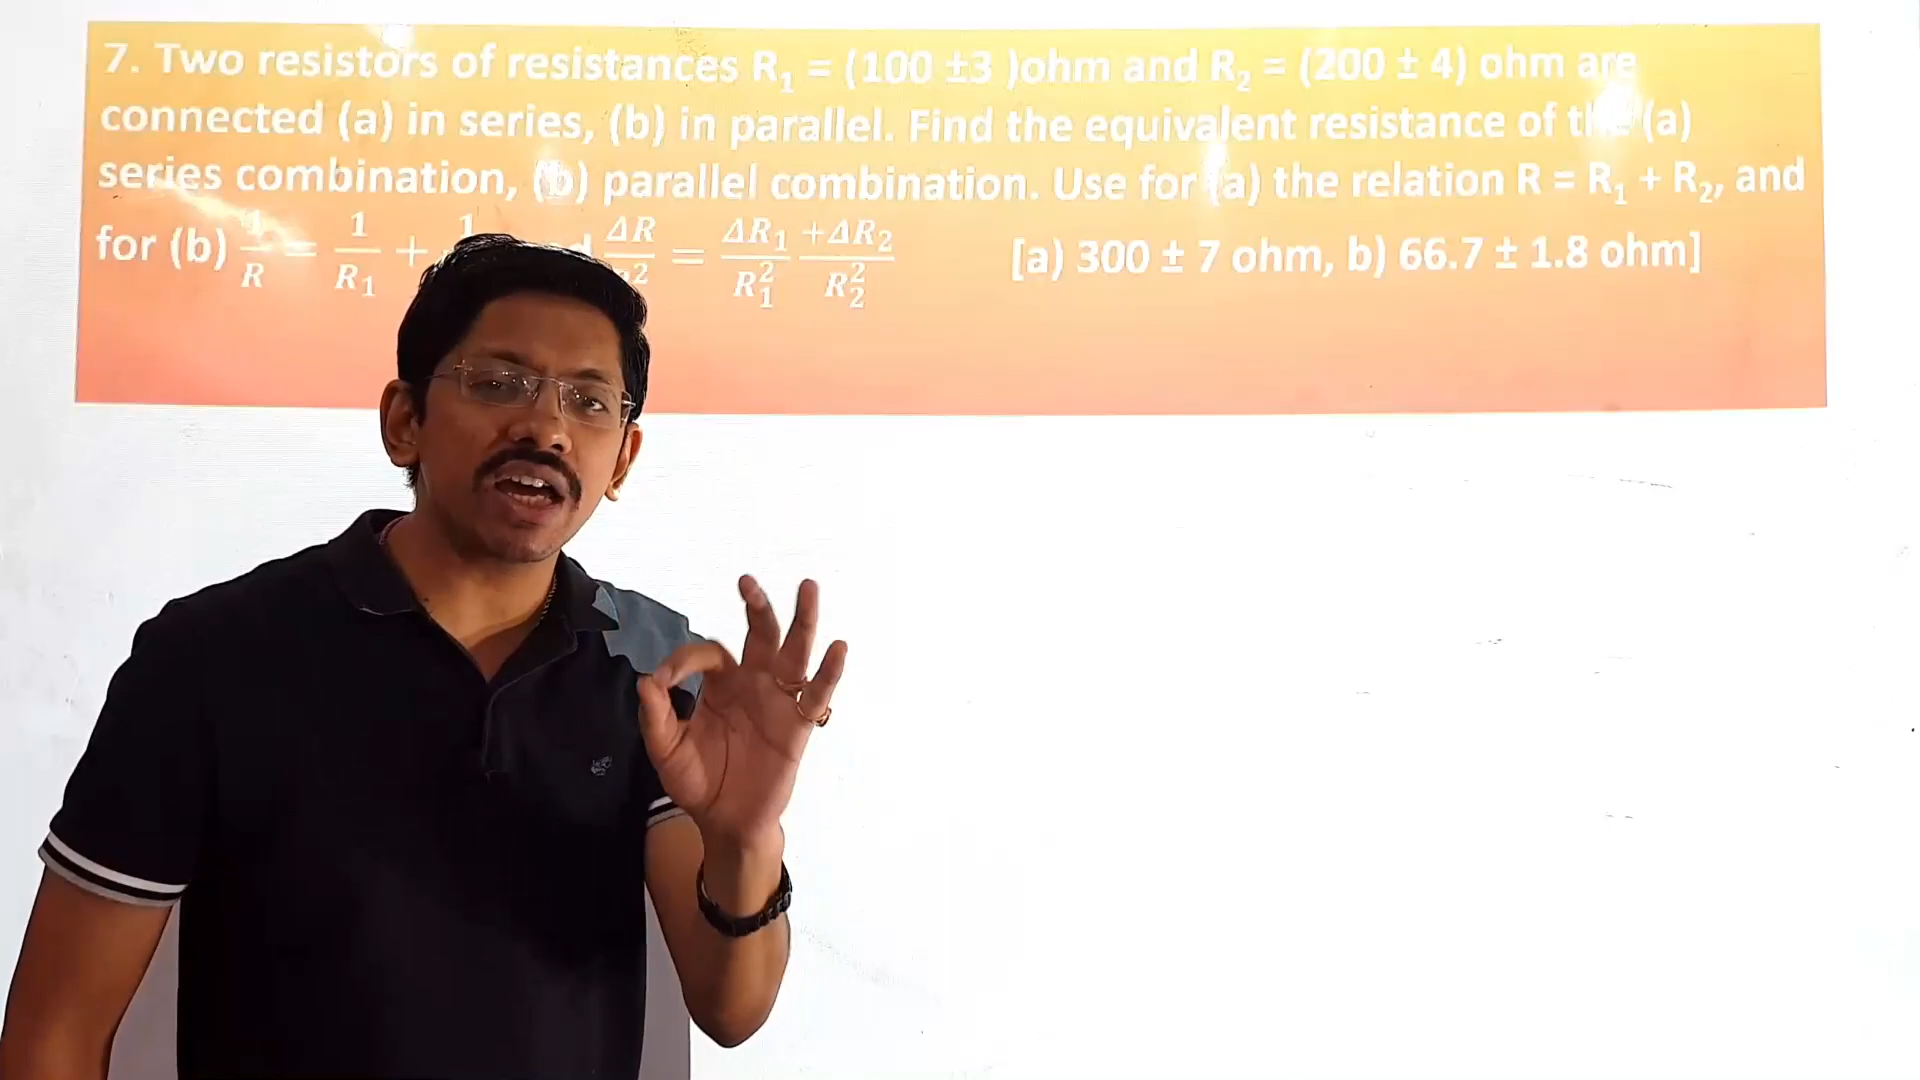 7. Two resistors of resistances R₁ = (100 ±3 )ohm and R₂ = (200 ± 4) ohm are
connected (a) in series, (b) in parallel. Find the equivalent resistance of (a)
series combination, (b) parallel combination. Use for (a) the relation R = R₁ + R₂, and
for (b) 1/R = 1/R₁ + ΔR = ΔR₁/R₁² +ΔR₂/R₂² [a) 300 ± 7 ohm, b) 66.7 ± 1.8 ohm]